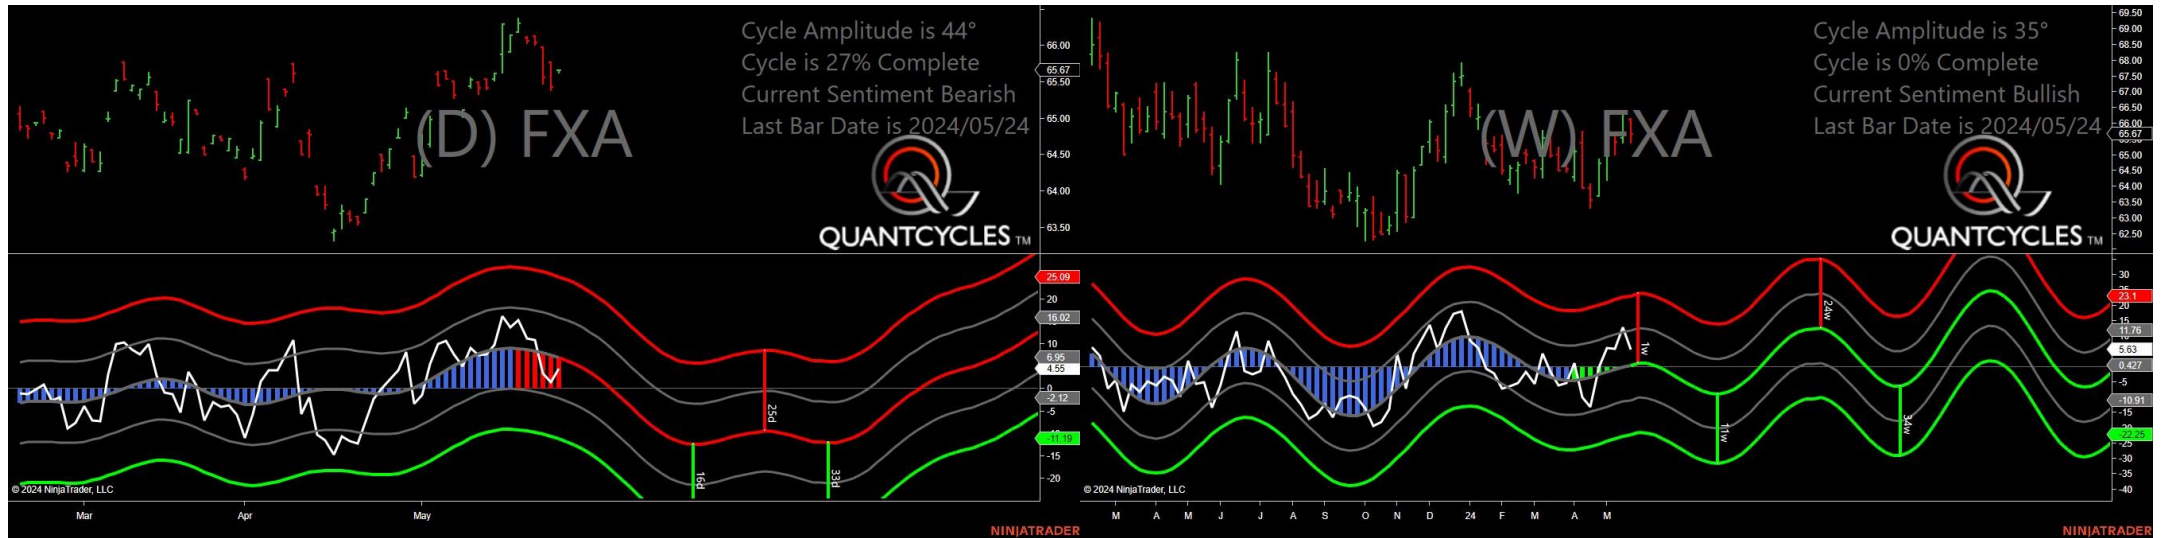 Cycle Amplitude is 44°
Cycle is 27% Complete
Current Sentiment Bearish
Last Bar Date is 2024/05/24
(D) FXA
QUANTCYCLES TM
66.00
65.67
65.50
65.00
64.50
64.00
63.50
25.09
20
16.02
10
6.95
4.55
0
-2.12
-5
-11.19
-15
-20
25d
16d
33d
© 2024 NinjaTrader, LLC
Mar Apr May
NINJATRADER
Cycle Amplitude is 35°
Cycle is 0% Complete
Current Sentiment Bullish
Last Bar Date is 2024/05/24
(W) FXA
QUANTCYCLES TM
69.50
69.00
68.50
68.00
67.50
67.00
66.50
66.00
65.67
65.00
64.50
64.00
63.50
63.00
62.50
30
23.1
20
15
11.76
5.63
0.427
-5
-10.91
-15
-22.25
-25
-30
-35
-40
1w
24w
11w
34w
© 2024 NinjaTrader, LLC
M A M J J A S O N D 24 F M A M
NINJATRADER